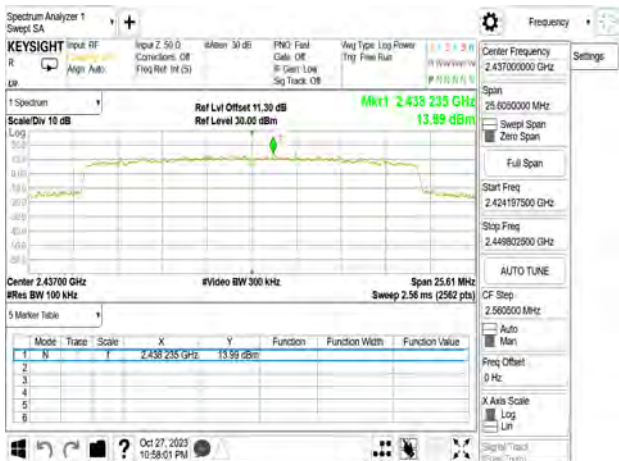 Spectrum Analyzer 1
Swept SA
Frequency
Settings
KEYSIGHT
Input: RF
Input Z: 50 Ω
#Atten: 30 dB
PNO: Fast
Avg Type: Log Power
R
Corrections: Off
Gate: Off
Trig: Free Run
Align: Auto
Freq Ref: Int (S)
IF Gain: Low
Sig Track: Off
1 Spectrum
Scale/Div 10 dB
Ref Lvl Offset 11.30 dB
Ref Level 30.00 dBm
Mkr1 2.438 235 GHz
13.99 dBm
Log
Center 2.43700 GHz
#Res BW 100 kHz
#Video BW 300 kHz
Span 25.61 MHz
Sweep 2.56 ms (2562 pts)
5 Marker Table
Mode Trace Scale X Y Function Function Width Function Value
1 N f 2.438 235 GHz 13.99 dBm
2
3
4
5
6
Oct 27, 2023
10:58:01 PM
Center Frequency
2.437000000 GHz
Span
25.6050000 MHz
Swept Span
Zero Span
Full Span
Start Freq
2.424197500 GHz
Stop Freq
2.449802500 GHz
AUTO TUNE
CF Step
2.560500 MHz
Auto
Man
Freq Offset
0 Hz
X Axis Scale
Log
Lin